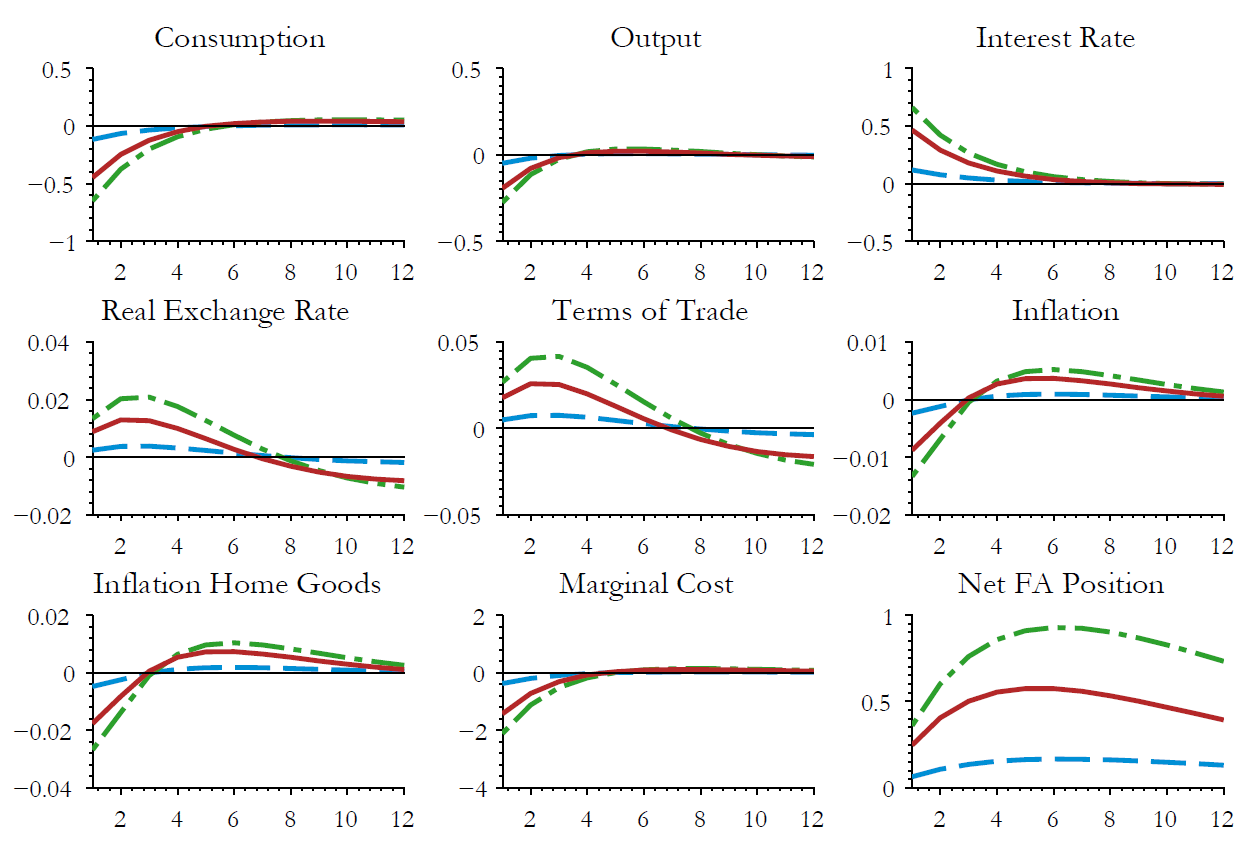 Consumption
Output
Interest Rate
0.5
0
−0.5
−1
2 4 6 8 10 12
0.5
0
−0.5
2 4 6 8 10 12
1
0.5
0
−0.5
2 4 6 8 10 12
Real Exchange Rate
Terms of Trade
Inflation
0.04
0.02
0
−0.02
2 4 6 8 10 12
0.05
0
−0.05
2 4 6 8 10 12
0.01
0
−0.01
−0.02
2 4 6 8 10 12
Inflation Home Goods
Marginal Cost
Net FA Position
0.02
0
−0.02
−0.04
2 4 6 8 10 12
2
0
−2
−4
2 4 6 8 10 12
1
0.5
0
2 4 6 8 10 12